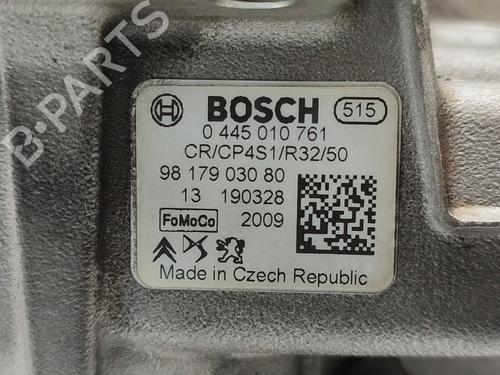 B-PARTS
BOSCH 515
0 445 010 761
CR/CP4S1/R32/50
98 179 030 80
13 190328
FoMoCo 2009
Made in Czech Republic